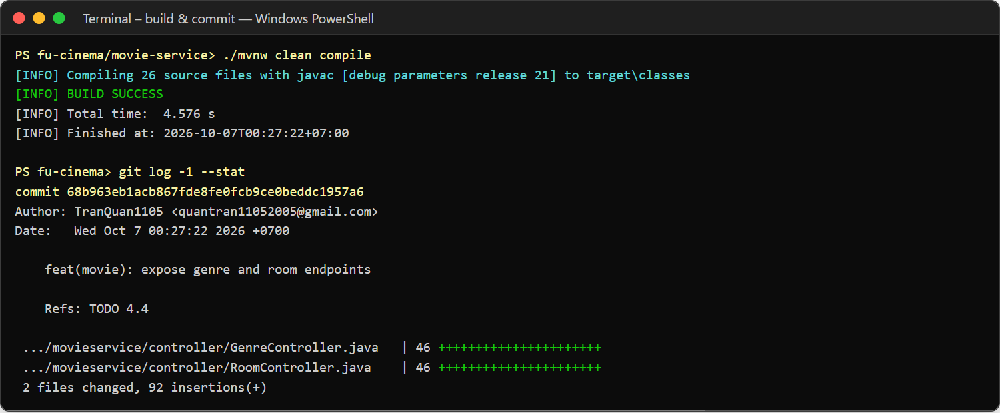 Terminal – build & commit — Windows PowerShell
PS fu-cinema/movie-service> ./mvnw clean compile
[INFO] Compiling 26 source files with javac [debug parameters release 21] to target\classes
[INFO] BUILD SUCCESS
[INFO] Total time:  4.576 s
[INFO] Finished at: 2026-10-07T00:27:22+07:00
PS fu-cinema> git log -1 --stat
commit 68b963eb1acb867fde8fe0fcb9ce0beddc1957a6
Author: TranQuan1105 <quantran11052005@gmail.com>
Date:   Wed Oct 7 00:27:22 2026 +0700
feat(movie): expose genre and room endpoints
Refs: TODO 4.4
.../movieservice/controller/GenreController.java   | 46 ++++++++++++++++++++++
.../movieservice/controller/RoomController.java    | 46 ++++++++++++++++++++++
2 files changed, 92 insertions(+)